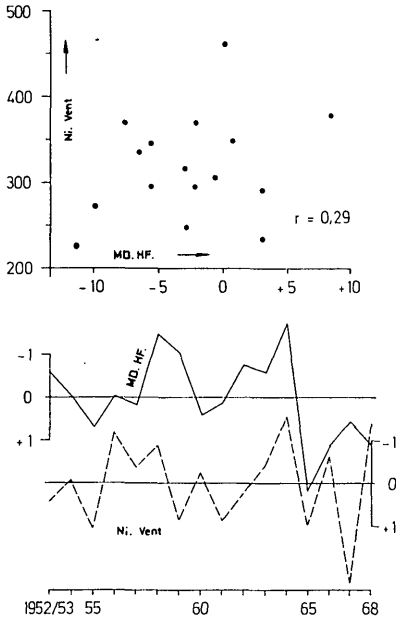 500
400
300
200
Ni. Vent
MD. HF.
r = 0,29
-10 -5 0 +5 +10
-1
0
+1
MD. HF.
Ni. Vent
-1
0
+1
1952/53 55 60 65 68